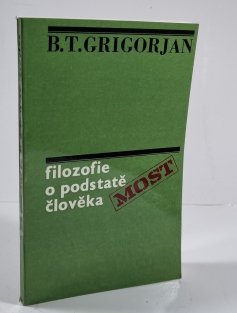 B.T.GRIGORJAN
filozofie
o podstatě
člověka
MOST